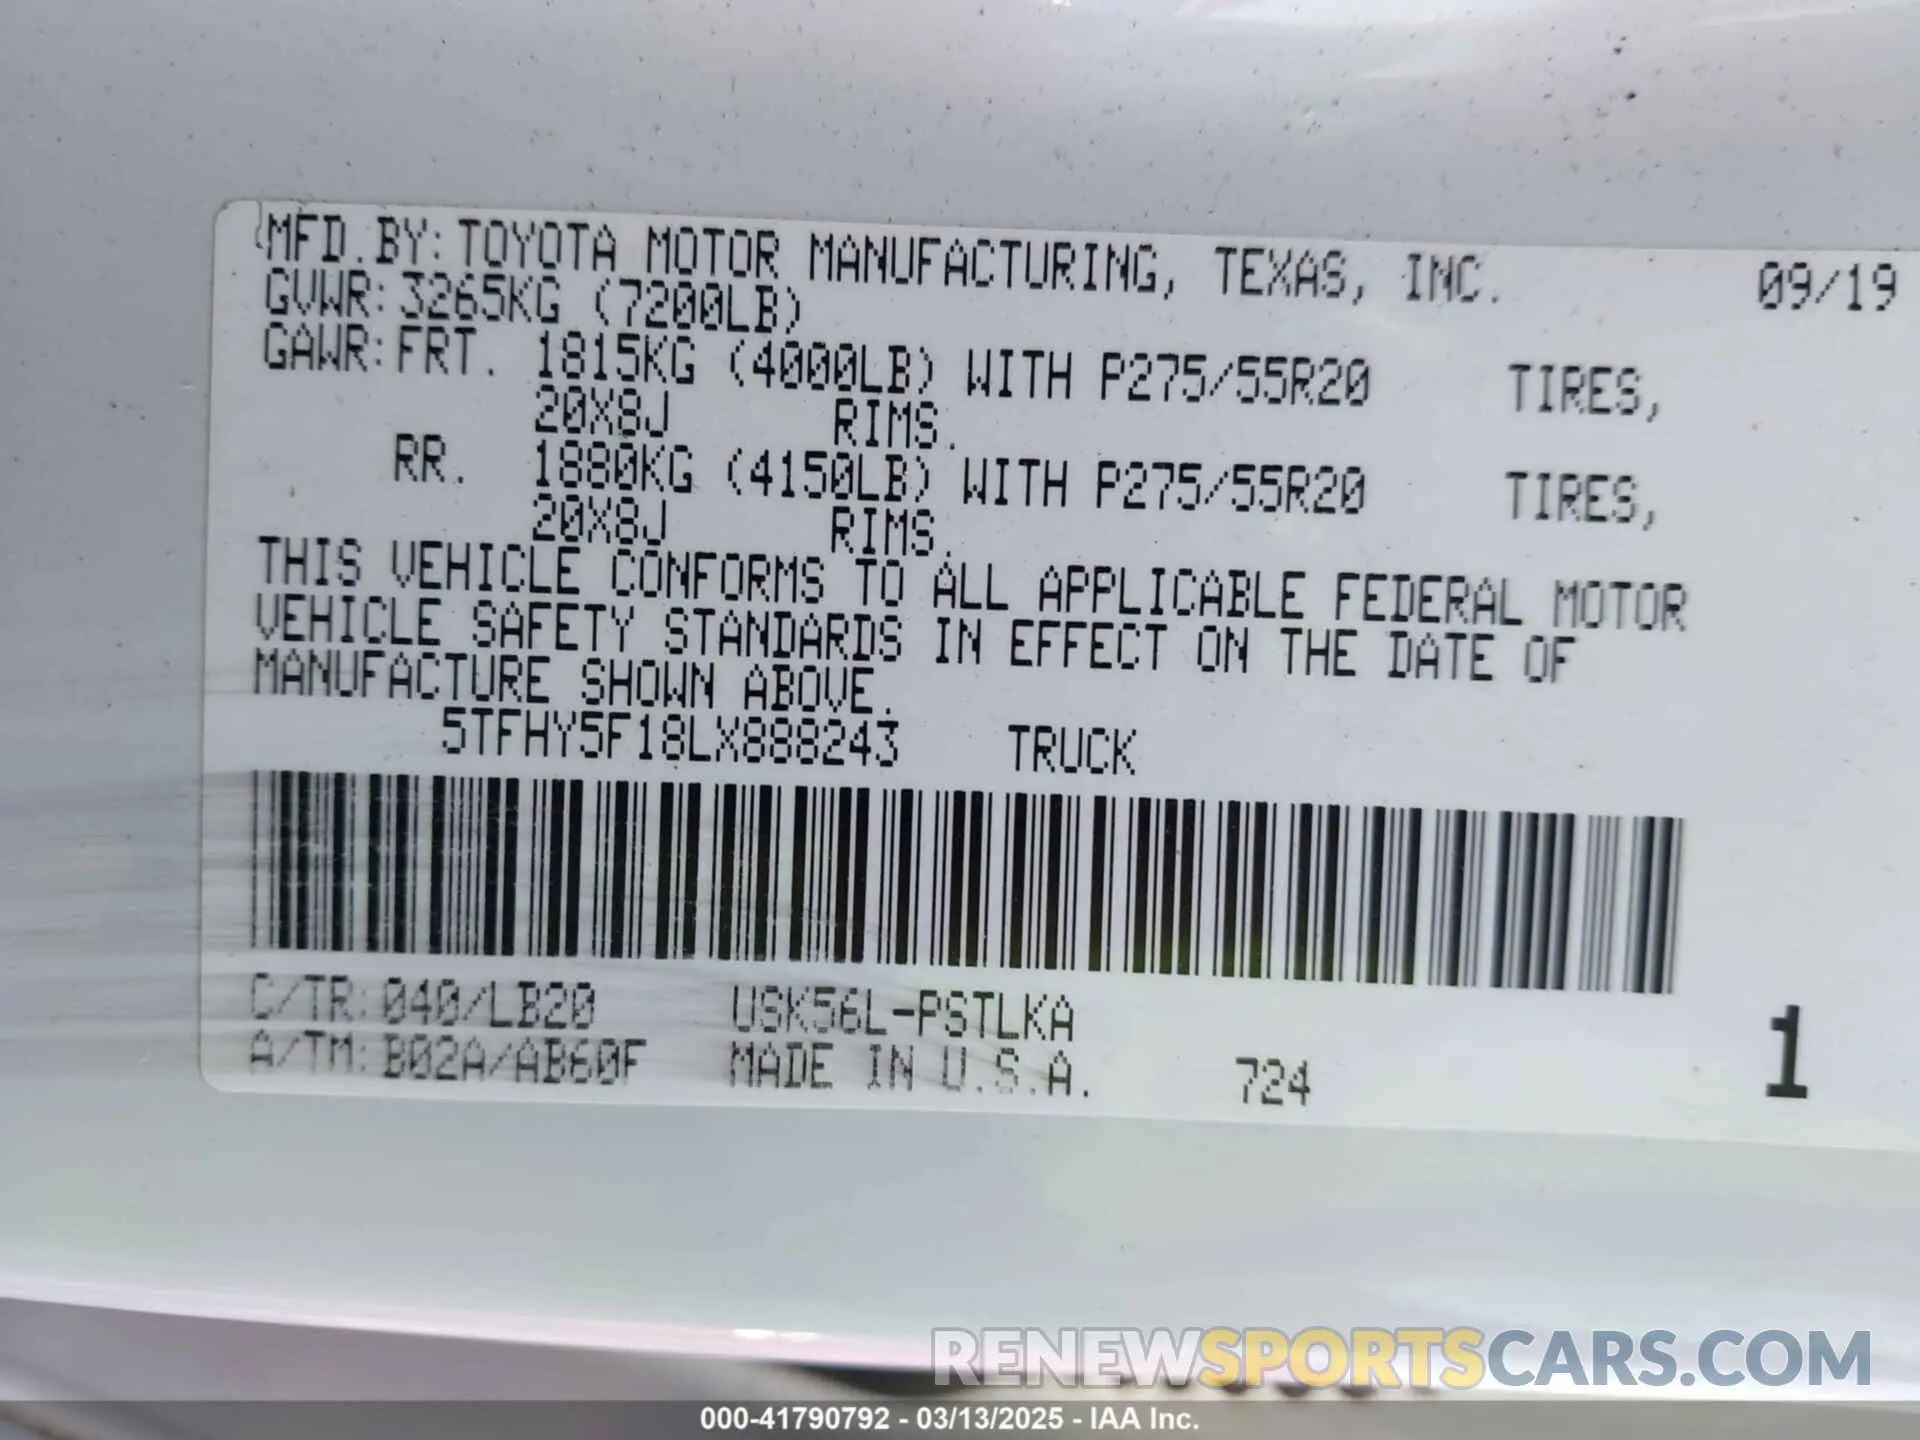 MFD.BY:TOYOTA MOTOR MANUFACTURING, TEXAS, INC. 09/19
GVWR:3265KG (7200LB)
GAWR:FRT. 1815KG (4000LB) WITH P275/55R20 TIRES,
20X8J RIMS.
RR. 1880KG (4150LB) WITH P275/55R20 TIRES,
20X8J RIMS.
THIS VEHICLE CONFORMS TO ALL APPLICABLE FEDERAL MOTOR
VEHICLE SAFETY STANDARDS IN EFFECT ON THE DATE OF
MANUFACTURE SHOWN ABOVE.
5TFHY5F18LX888243 TRUCK
C/TR:040/LB20 USK56L-PSTLKA
A/TM:B02A/AB60F MADE IN U.S.A. 724 1
RENEWSPORTSCARS.COM
000-41790792 - 03/13/2025 - IAA Inc.